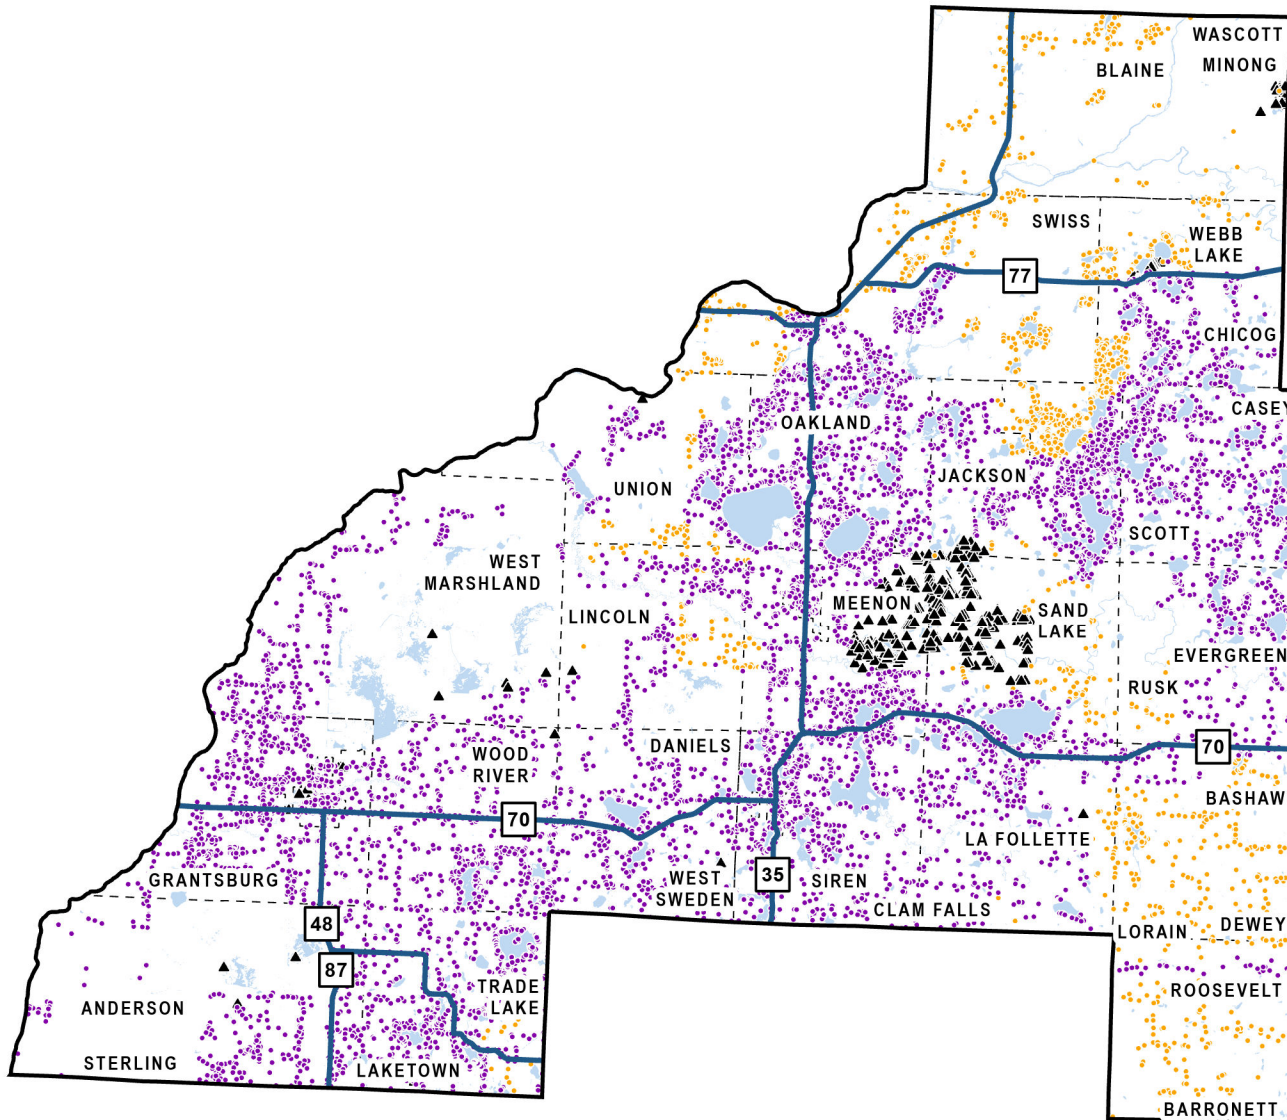 WASCOTT
MINONG
BLAINE
SWISS
WEBB
LAKE
77
CHICOG
CASEY
OAKLAND
JACKSON
UNION
SCOTT
WEST
MARSHLAND
LINCOLN
MEENON
SAND
LAKE
EVERGREEN
RUSK
DANIELS
WOOD
RIVER
70
BASHAW
70
LA FOLLETTE
35
GRANTSBURG
WEST
SWEDEN
SIREN
CLAM FALLS
48
LORAIN
DEWEY
87
TRADE
LAKE
ROOSEVELT
ANDERSON
STERLING
LAKETOWN
BARRONETT